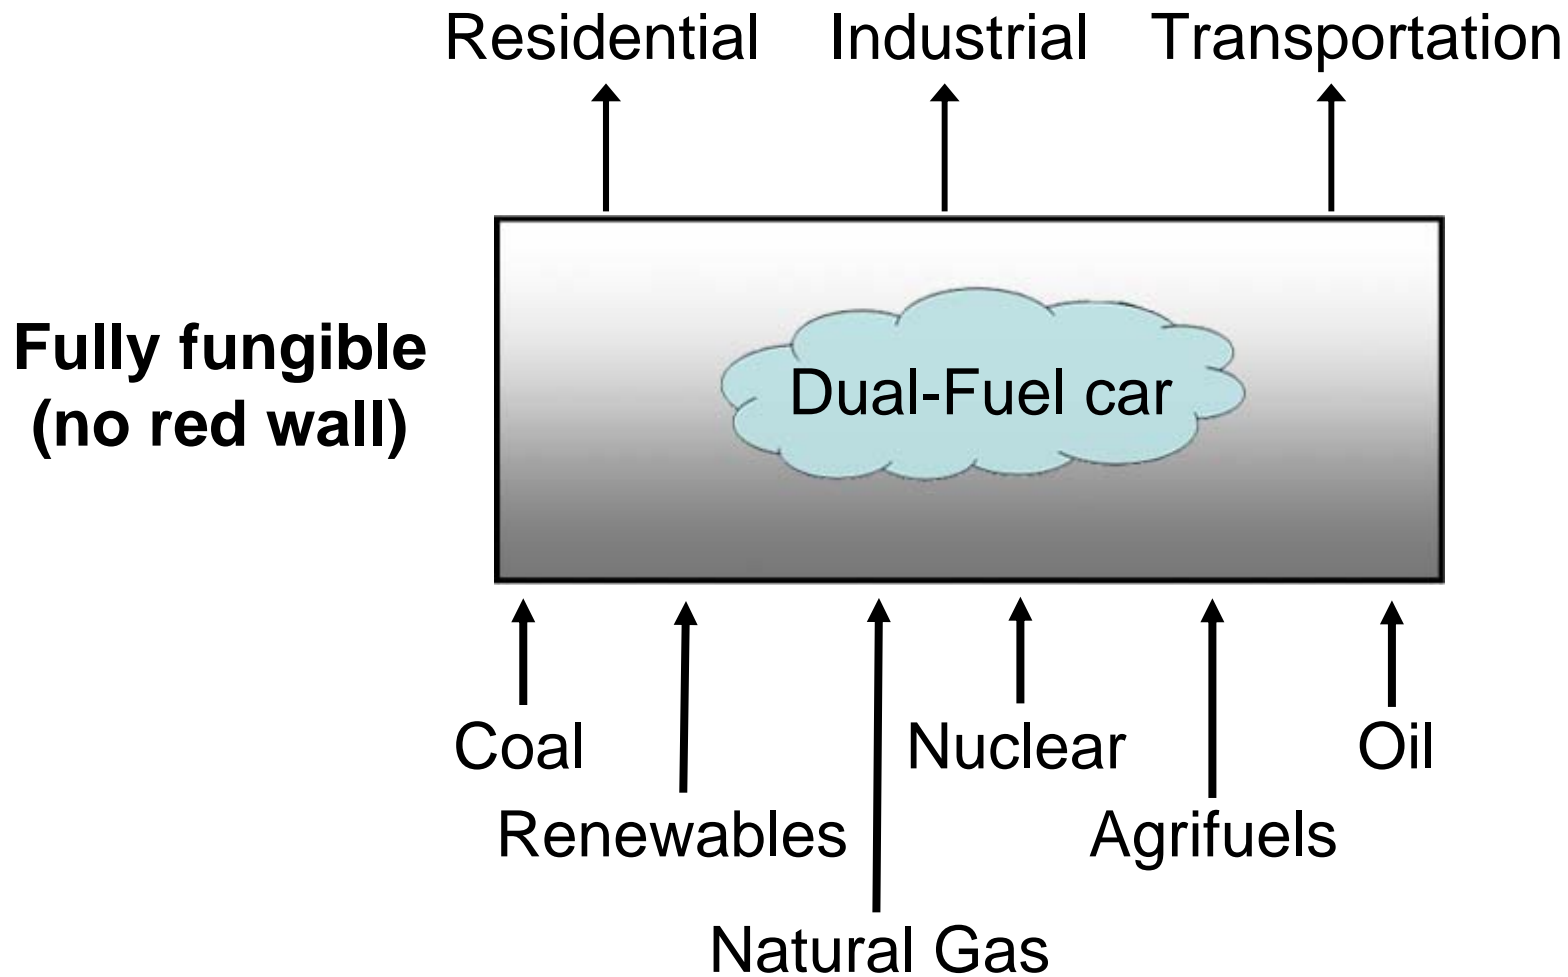 Residential Industrial Transportation
Fully fungible
(no red wall)
Dual-Fuel car
Coal Nuclear Oil
Renewables Agrifuels
Natural Gas